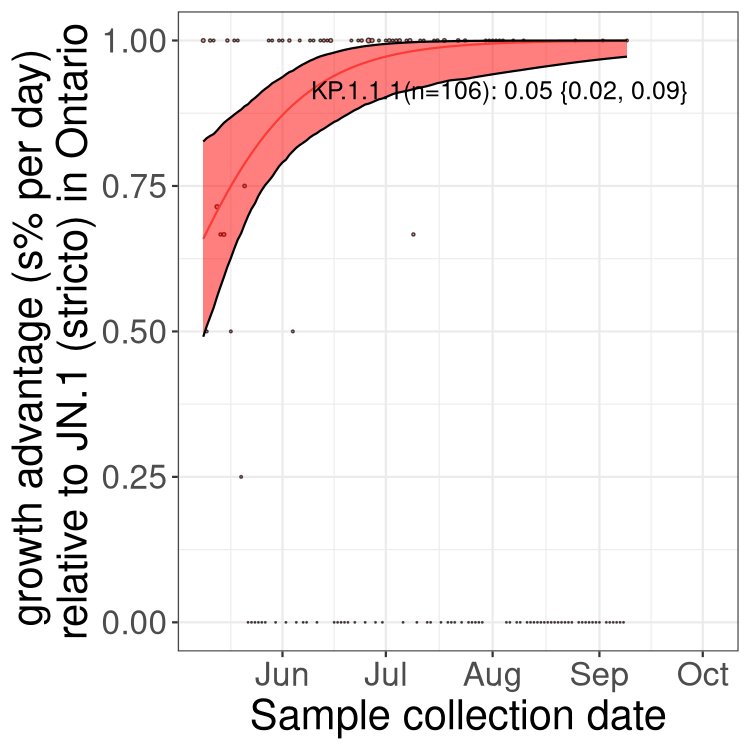 growth advantage (s% per day)
relative to JN.1 (stricto) in Ontario
1.00
0.75
0.50
0.25
0.00
KP.1.1.1(n=106): 0.05 {0.02, 0.09}
Jun Jul Aug Sep Oct
Sample collection date